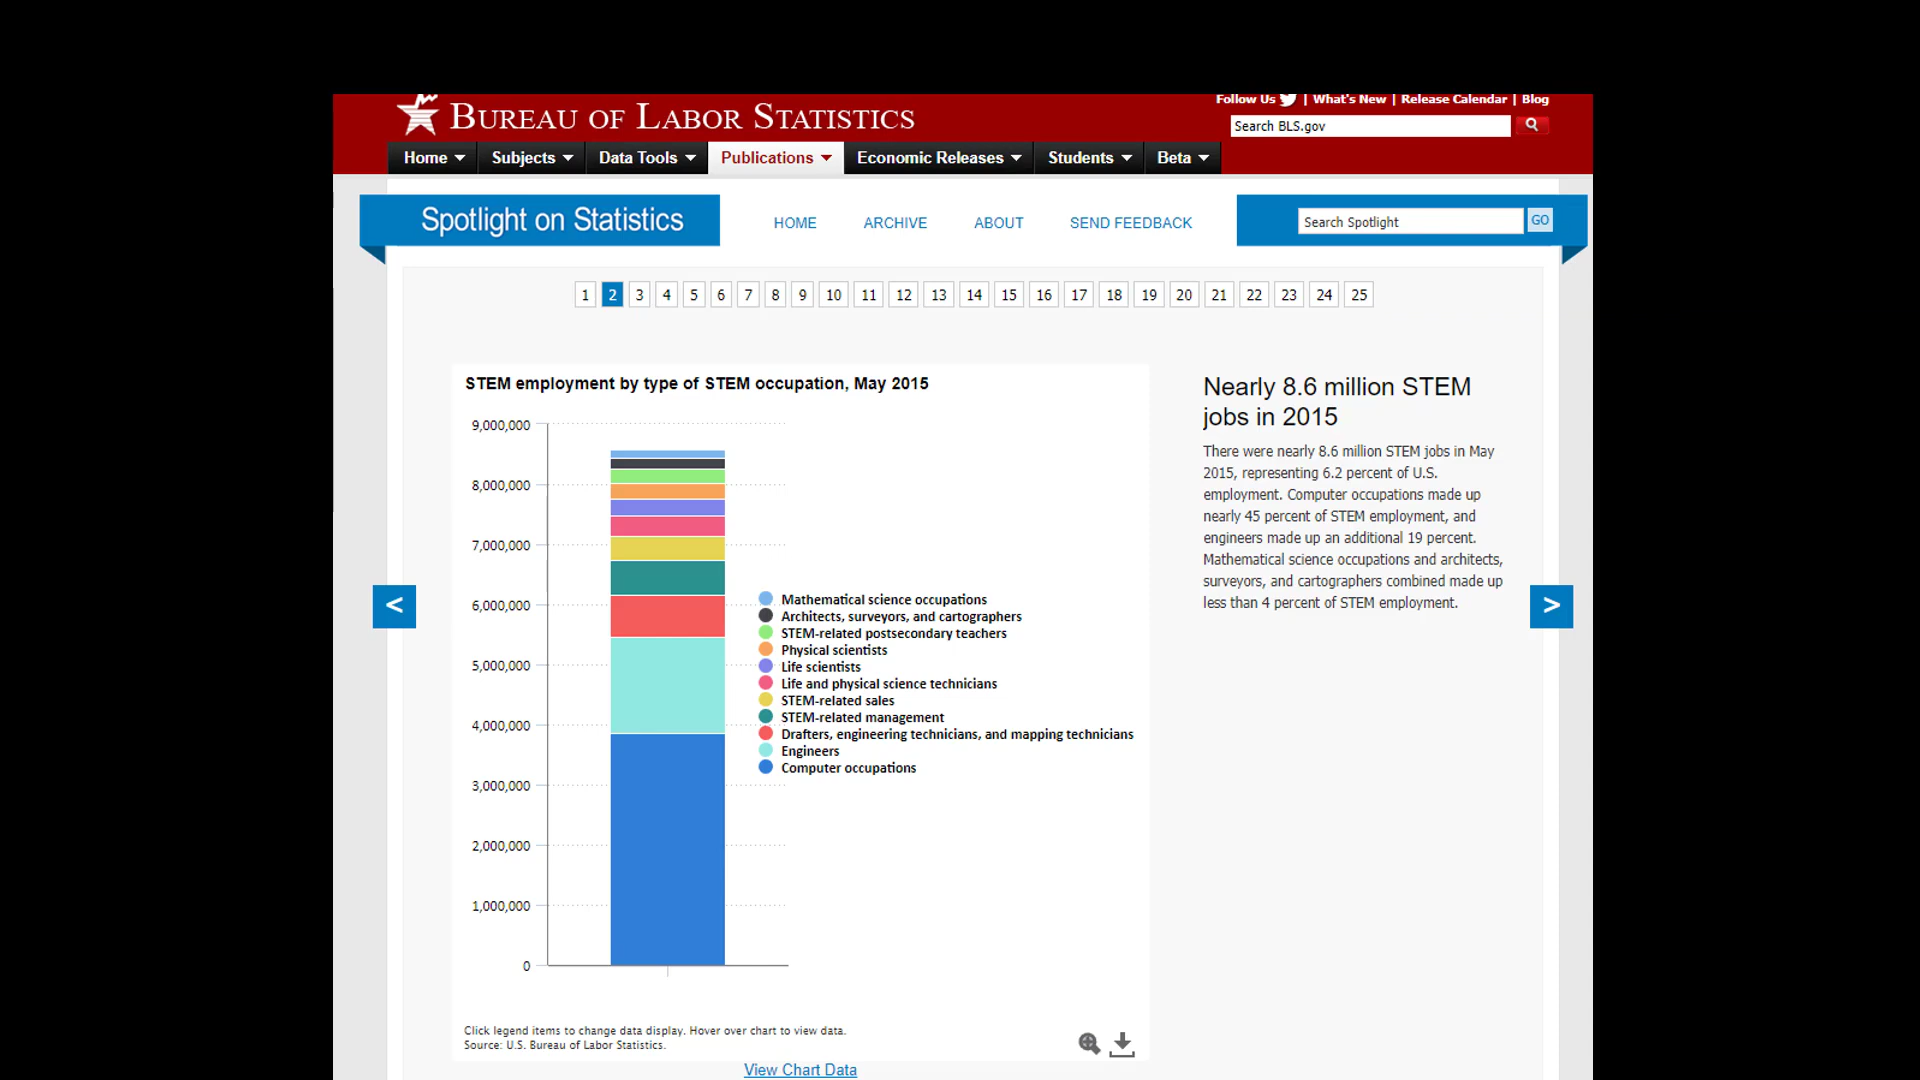 Follow Us | What's New | Release Calendar | Blog
BUREAU OF LABOR STATISTICS
Search BLS.gov
Home Subjects Data Tools Publications Economic Releases Students Beta
Spotlight on Statistics
HOME ARCHIVE ABOUT SEND FEEDBACK
Search Spotlight GO
1 2 3 4 5 6 7 8 9 10 11 12 13 14 15 16 17 18 19 20 21 22 23 24 25
STEM employment by type of STEM occupation, May 2015
9,000,000
8,000,000
7,000,000
6,000,000
5,000,000
4,000,000
3,000,000
2,000,000
1,000,000
0
Mathematical science occupations
Architects, surveyors, and cartographers
STEM-related postsecondary teachers
Physical scientists
Life scientists
Life and physical science technicians
STEM-related sales
STEM-related management
Drafters, engineering technicians, and mapping technicians
Engineers
Computer occupations
Click legend items to change data display. Hover over chart to view data.
Source: U.S. Bureau of Labor Statistics.
View Chart Data
Nearly 8.6 million STEM
jobs in 2015
There were nearly 8.6 million STEM jobs in May
2015, representing 6.2 percent of U.S.
employment. Computer occupations made up
nearly 45 percent of STEM employment, and
engineers made up an additional 19 percent.
Mathematical science occupations and architects,
surveyors, and cartographers combined made up
less than 4 percent of STEM employment.
<
>